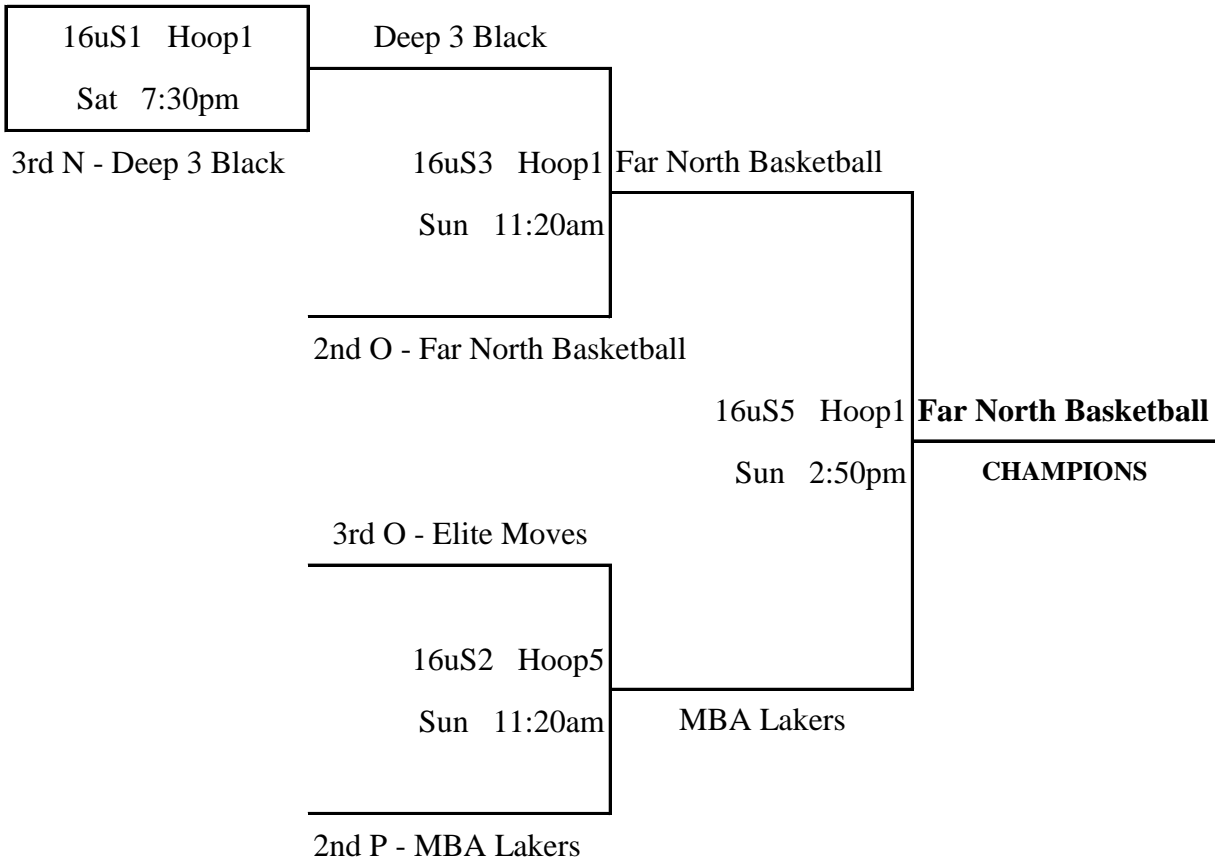 16uS1 Hoop1
Deep 3 Black
Sat 7:30pm
3rd N - Deep 3 Black
16uS3 Hoop1
Far North Basketball
Sun 11:20am
2nd O - Far North Basketball
16uS5 Hoop1
Far North Basketball
Sun 2:50pm
CHAMPIONS
3rd O - Elite Moves
16uS2 Hoop5
Sun 11:20am
MBA Lakers
2nd P - MBA Lakers